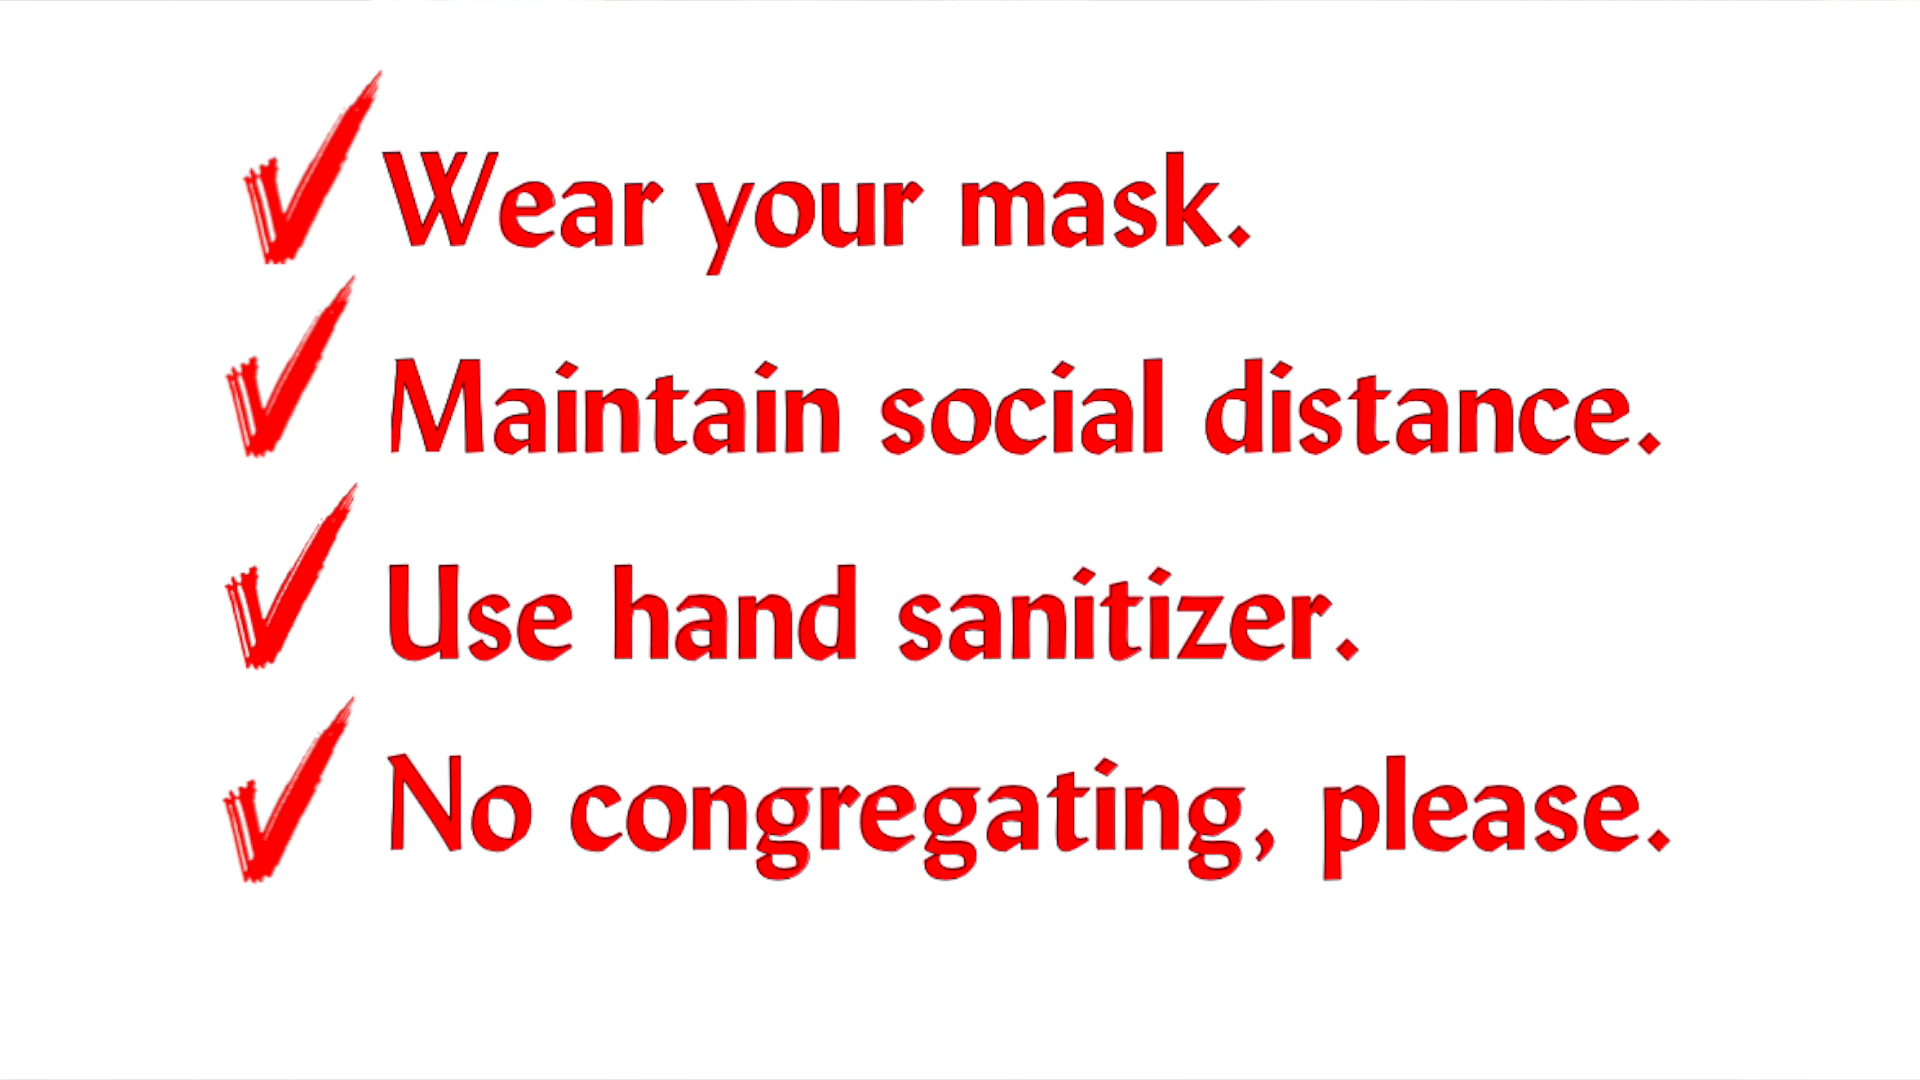 Wear your mask.
Maintain social distance.
Use hand sanitizer.
No congregating, please.